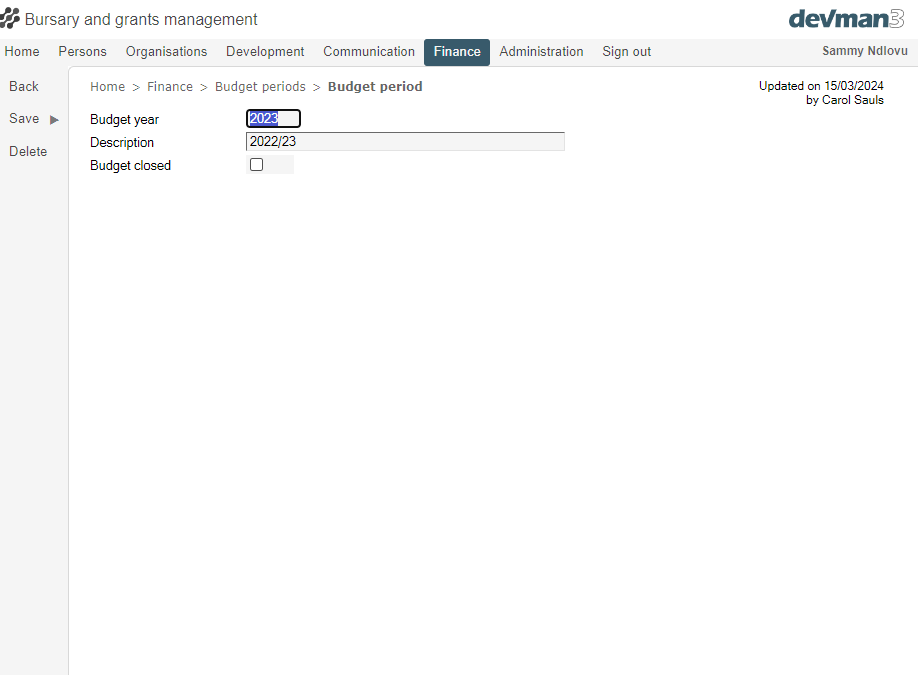 Bursary and grants management
devman3
Home Persons Organisations Development Communication Finance Administration Sign out Sammy Ndlovu
Back
Save
Delete
Home > Finance > Budget periods > Budget period
Updated on 15/03/2024
by Carol Sauls
Budget year 2023
Description 2022/23
Budget closed